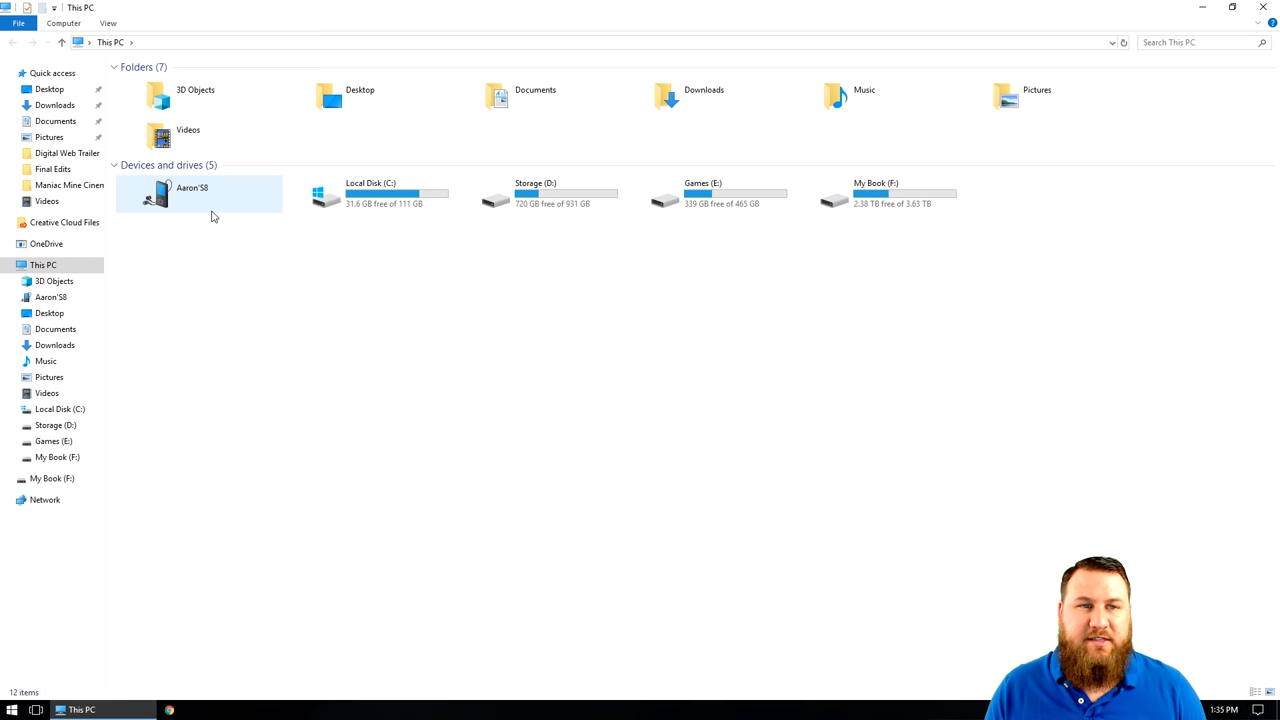 This PC
File Computer View
This PC
Search This PC
Quick access
Desktop
Downloads
Documents
Pictures
Digital Web Trailer
Final Edits
Maniac Mine Cinem
Videos
Creative Cloud Files
OneDrive
This PC
3D Objects
Aaron'S8
Desktop
Documents
Downloads
Music
Pictures
Videos
Local Disk (C:)
Storage (D:)
Games (E:)
My Book (F:)
My Book (F:)
Network
Folders (7)
3D Objects
Desktop
Documents
Downloads
Music
Pictures
Videos
Devices and drives (5)
Aaron'S8
Local Disk (C:)
31.6 GB free of 111 GB
Storage (D:)
720 GB free of 931 GB
Games (E:)
339 GB free of 465 GB
My Book (F:)
2.38 TB free of 3.63 TB
12 items
This PC
1:35 PM